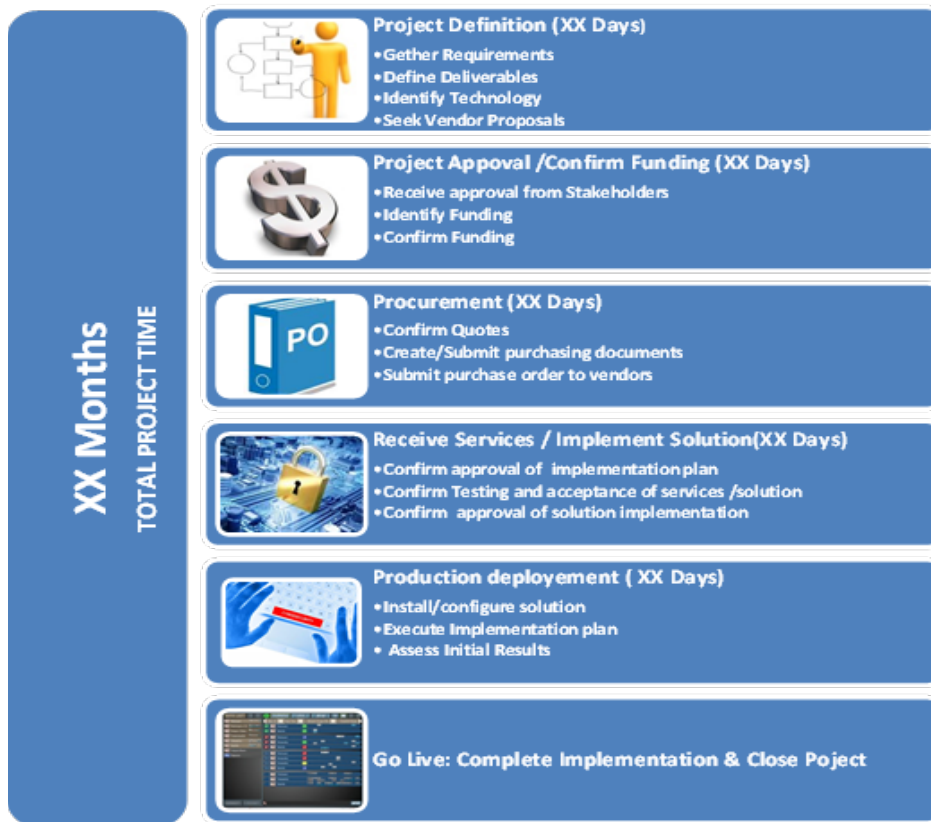 XX Months
TOTAL PROJECT TIME
Project Definition (XX Days)
•Gether Requirements
•Define Deliverables
•Identify Technology
•Seek Vendor Proposals
Project Appoval /Confirm Funding (XX Days)
•Receive approval from Stakeholders
•Identify Funding
•Confirm Funding
PO
Procurement (XX Days)
•Confirm Quotes
•Create/Submit purchasing documents
•Submit purchase order to vendors
Receive Services / Implement Solution(XX Days)
•Confirm approval of implementation plan
•Confirm Testing and acceptance of services /solution
•Confirm approval of solution implementation
Production deployement ( XX Days)
•Install/configure solution
•Execute Implementation plan
• Assess Initial Results
Go Live: Complete Implementation & Close Poject